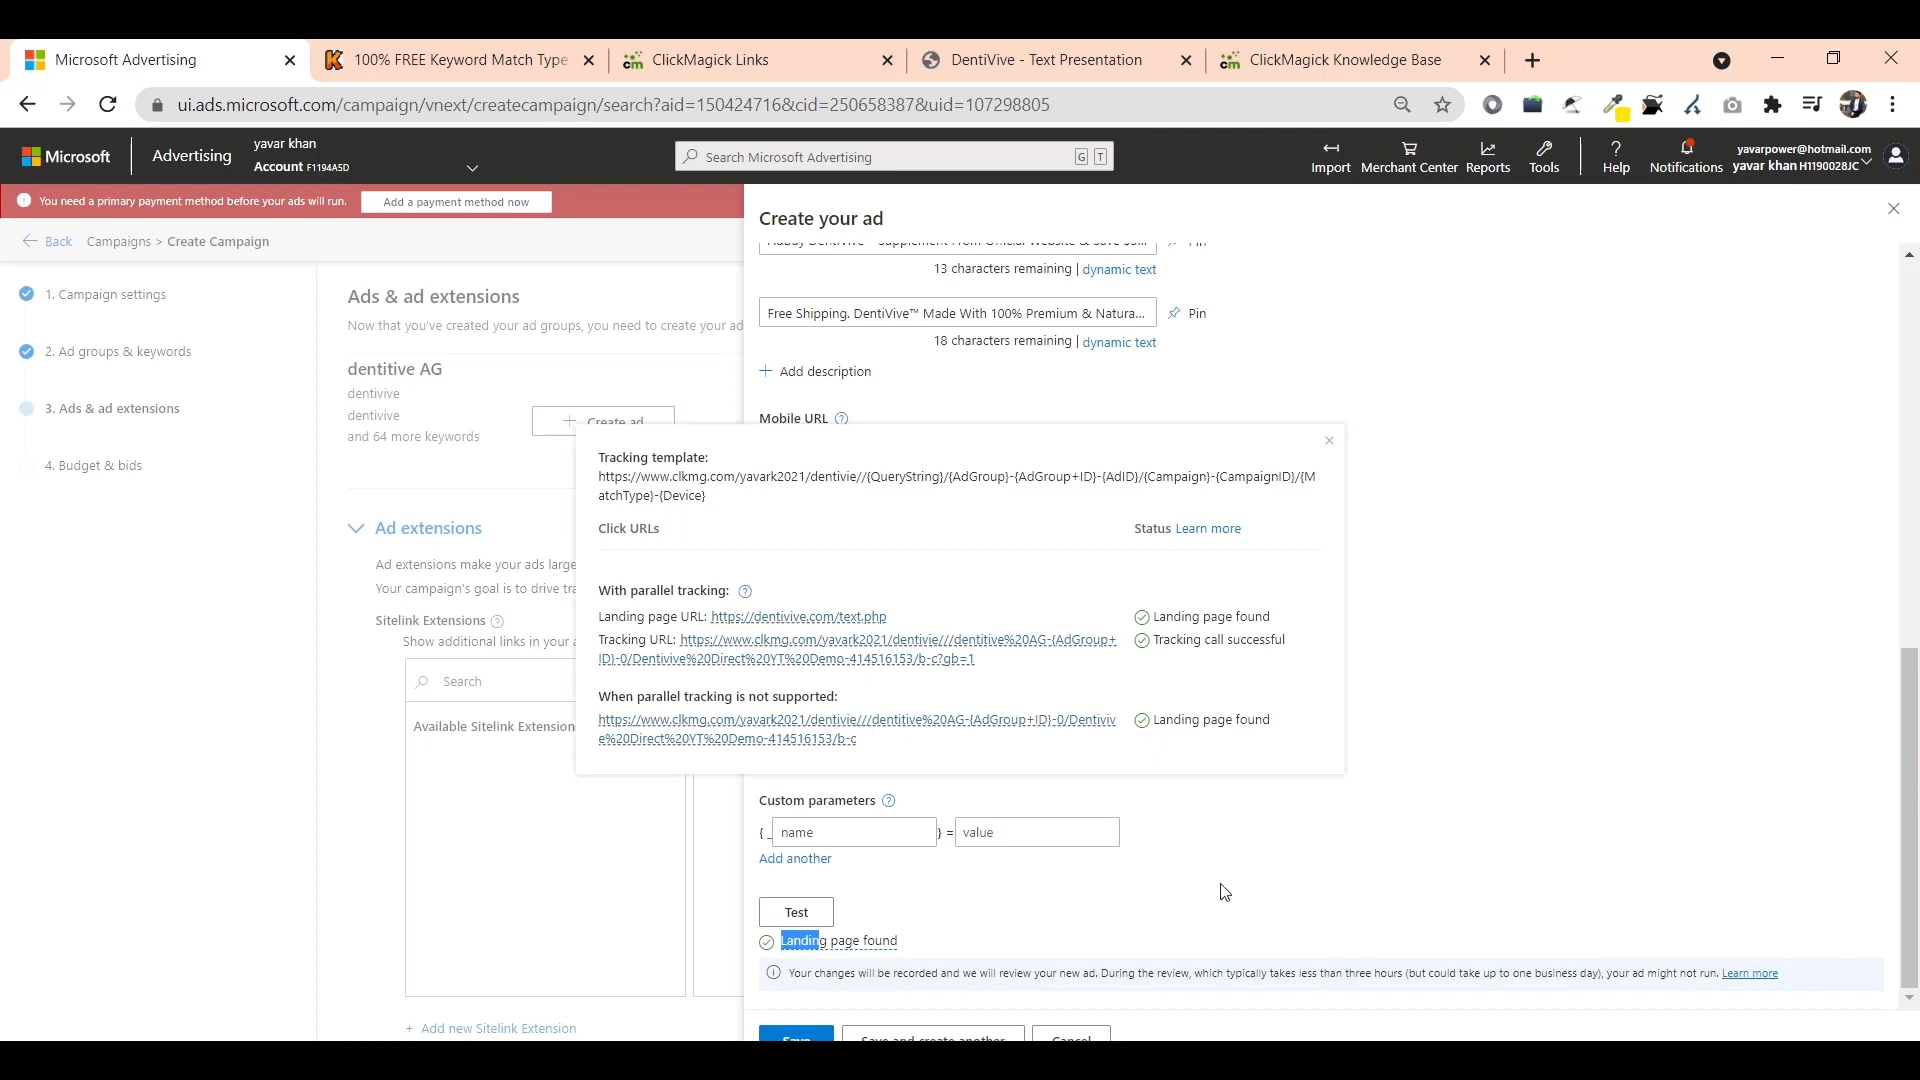 Microsoft Advertising
100% FREE Keyword Match Type
ClickMagick Links
DentiVive - Text Presentation
ClickMagick Knowledge Base
ui.ads.microsoft.com/campaign/vnext/createcampaign/search?aid=150424716&cid=250658387&uid=107298805
Microsoft
Advertising
yavar khan
Account F1194A5D
Search Microsoft Advertising
G T
Import
Merchant Center
Reports
Tools
Help
Notifications
yavarpower@hotmail.com
yavar khan H1190028JC
You need a primary payment method before your ads will run.
Add a payment method now
Back Campaigns > Create Campaign
1. Campaign settings
2. Ad groups & keywords
3. Ads & ad extensions
4. Budget & bids
Ads & ad extensions
Now that you've created your ad groups, you need to create your ad
dentitive AG
dentivive
dentivive
and 64 more keywords
Create ad
Ad extensions
Ad extensions make your ads large
Your campaign's goal is to drive tra
Sitelink Extensions
Show additional links in your a
Search
Available Sitelink Extension
+ Add new Sitelink Extension
Create your ad
13 characters remaining | dynamic text
Free Shipping. DentiVive™ Made With 100% Premium & Natura...
Pin
18 characters remaining | dynamic text
Add description
Mobile URL
Tracking template:
https://www.clkmg.com/yavark2021/dentivie//{QueryString}/{AdGroup}-{AdGroup+ID}-{AdID}/{Campaign}-{CampaignID}/{M
atchType}-{Device}
Click URLs
Status Learn more
With parallel tracking:
Landing page URL: https://dentivive.com/text.php
Landing page found
Tracking URL: https://www.clkmg.com/yavark2021/dentivie///dentitive%20AG-{AdGroup+
ID}-0/Dentivive%20Direct%20YT%20Demo-414516153/b-c?gb=1
Tracking call successful
When parallel tracking is not supported:
https://www.clkmg.com/yavark2021/dentivie///dentitive%20AG-{AdGroup+ID}-0/Dentiviv
e%20Direct%20YT%20Demo-414516153/b-c
Landing page found
Custom parameters
{_ name } = value
Add another
Test
Landing page found
Your changes will be recorded and we will review your new ad. During the review, which typically takes less than three hours (but could take up to one business day), your ad might not run. Learn more
Save
Save and create another
Cancel